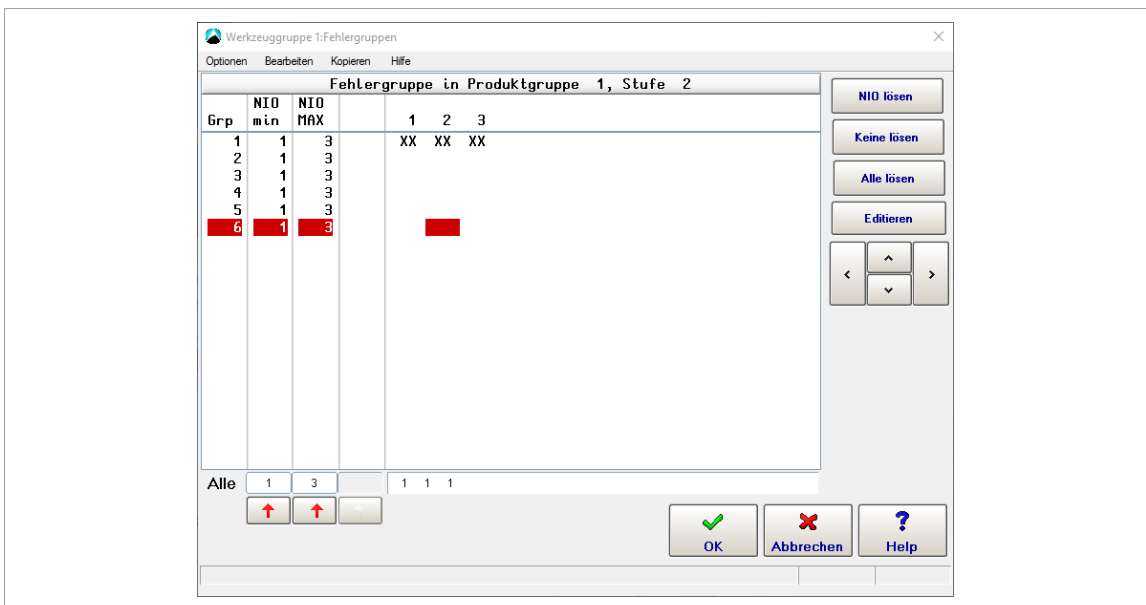 Werkzeuggruppe 1:Fehlergruppen
Optionen Bearbeiten Kopieren Hilfe
Fehlergruppe in Produktgruppe 1, Stufe 2
NIO NIO
Grp min MAX 1 2 3
1 1 3 XX XX XX
2 1 3
3 1 3
4 1 3
5 1 3
6 1 3
Alle 1 3 1 1 1
NIO lösen
Keine lösen
Alle lösen
Editieren
OK Abbrechen Help